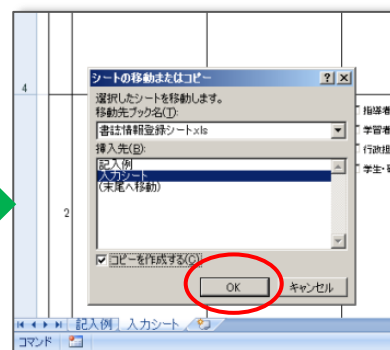 4
シートの移動またはコピー
選択したシートを移動します。
移動先ブック名(T):
書誌情報登録シート.xls
挿入先(B):
記入例
入力シート
(末尾へ移動)
コピーを作成する(C)
OK キャンセル
指導者
学習者
行政担
学生・
2
記入例 入力シート
コマンド